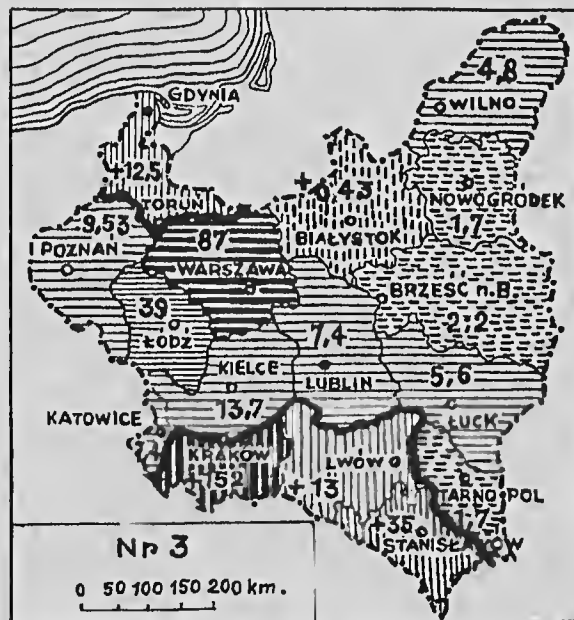 GDYNIA
4,8
WILNO
+12,5
TORUŃ
+0,43
BIAŁYSTOK
NOWOGRÓDEK
1,7
9,53
POZNAŃ
87
WARSZAWA
BRZEŚĆ n.B.
2,2
39
ŁÓDŹ
7,4
LUBLIN
KIELCE
13,7
5,6
ŁUCK
KATOWICE
KRAKÓW
+152
LWÓW
+13
TARNOPOL
1,7
+35
STANISŁ W
Nr 3
0 50 100 150 200 km.